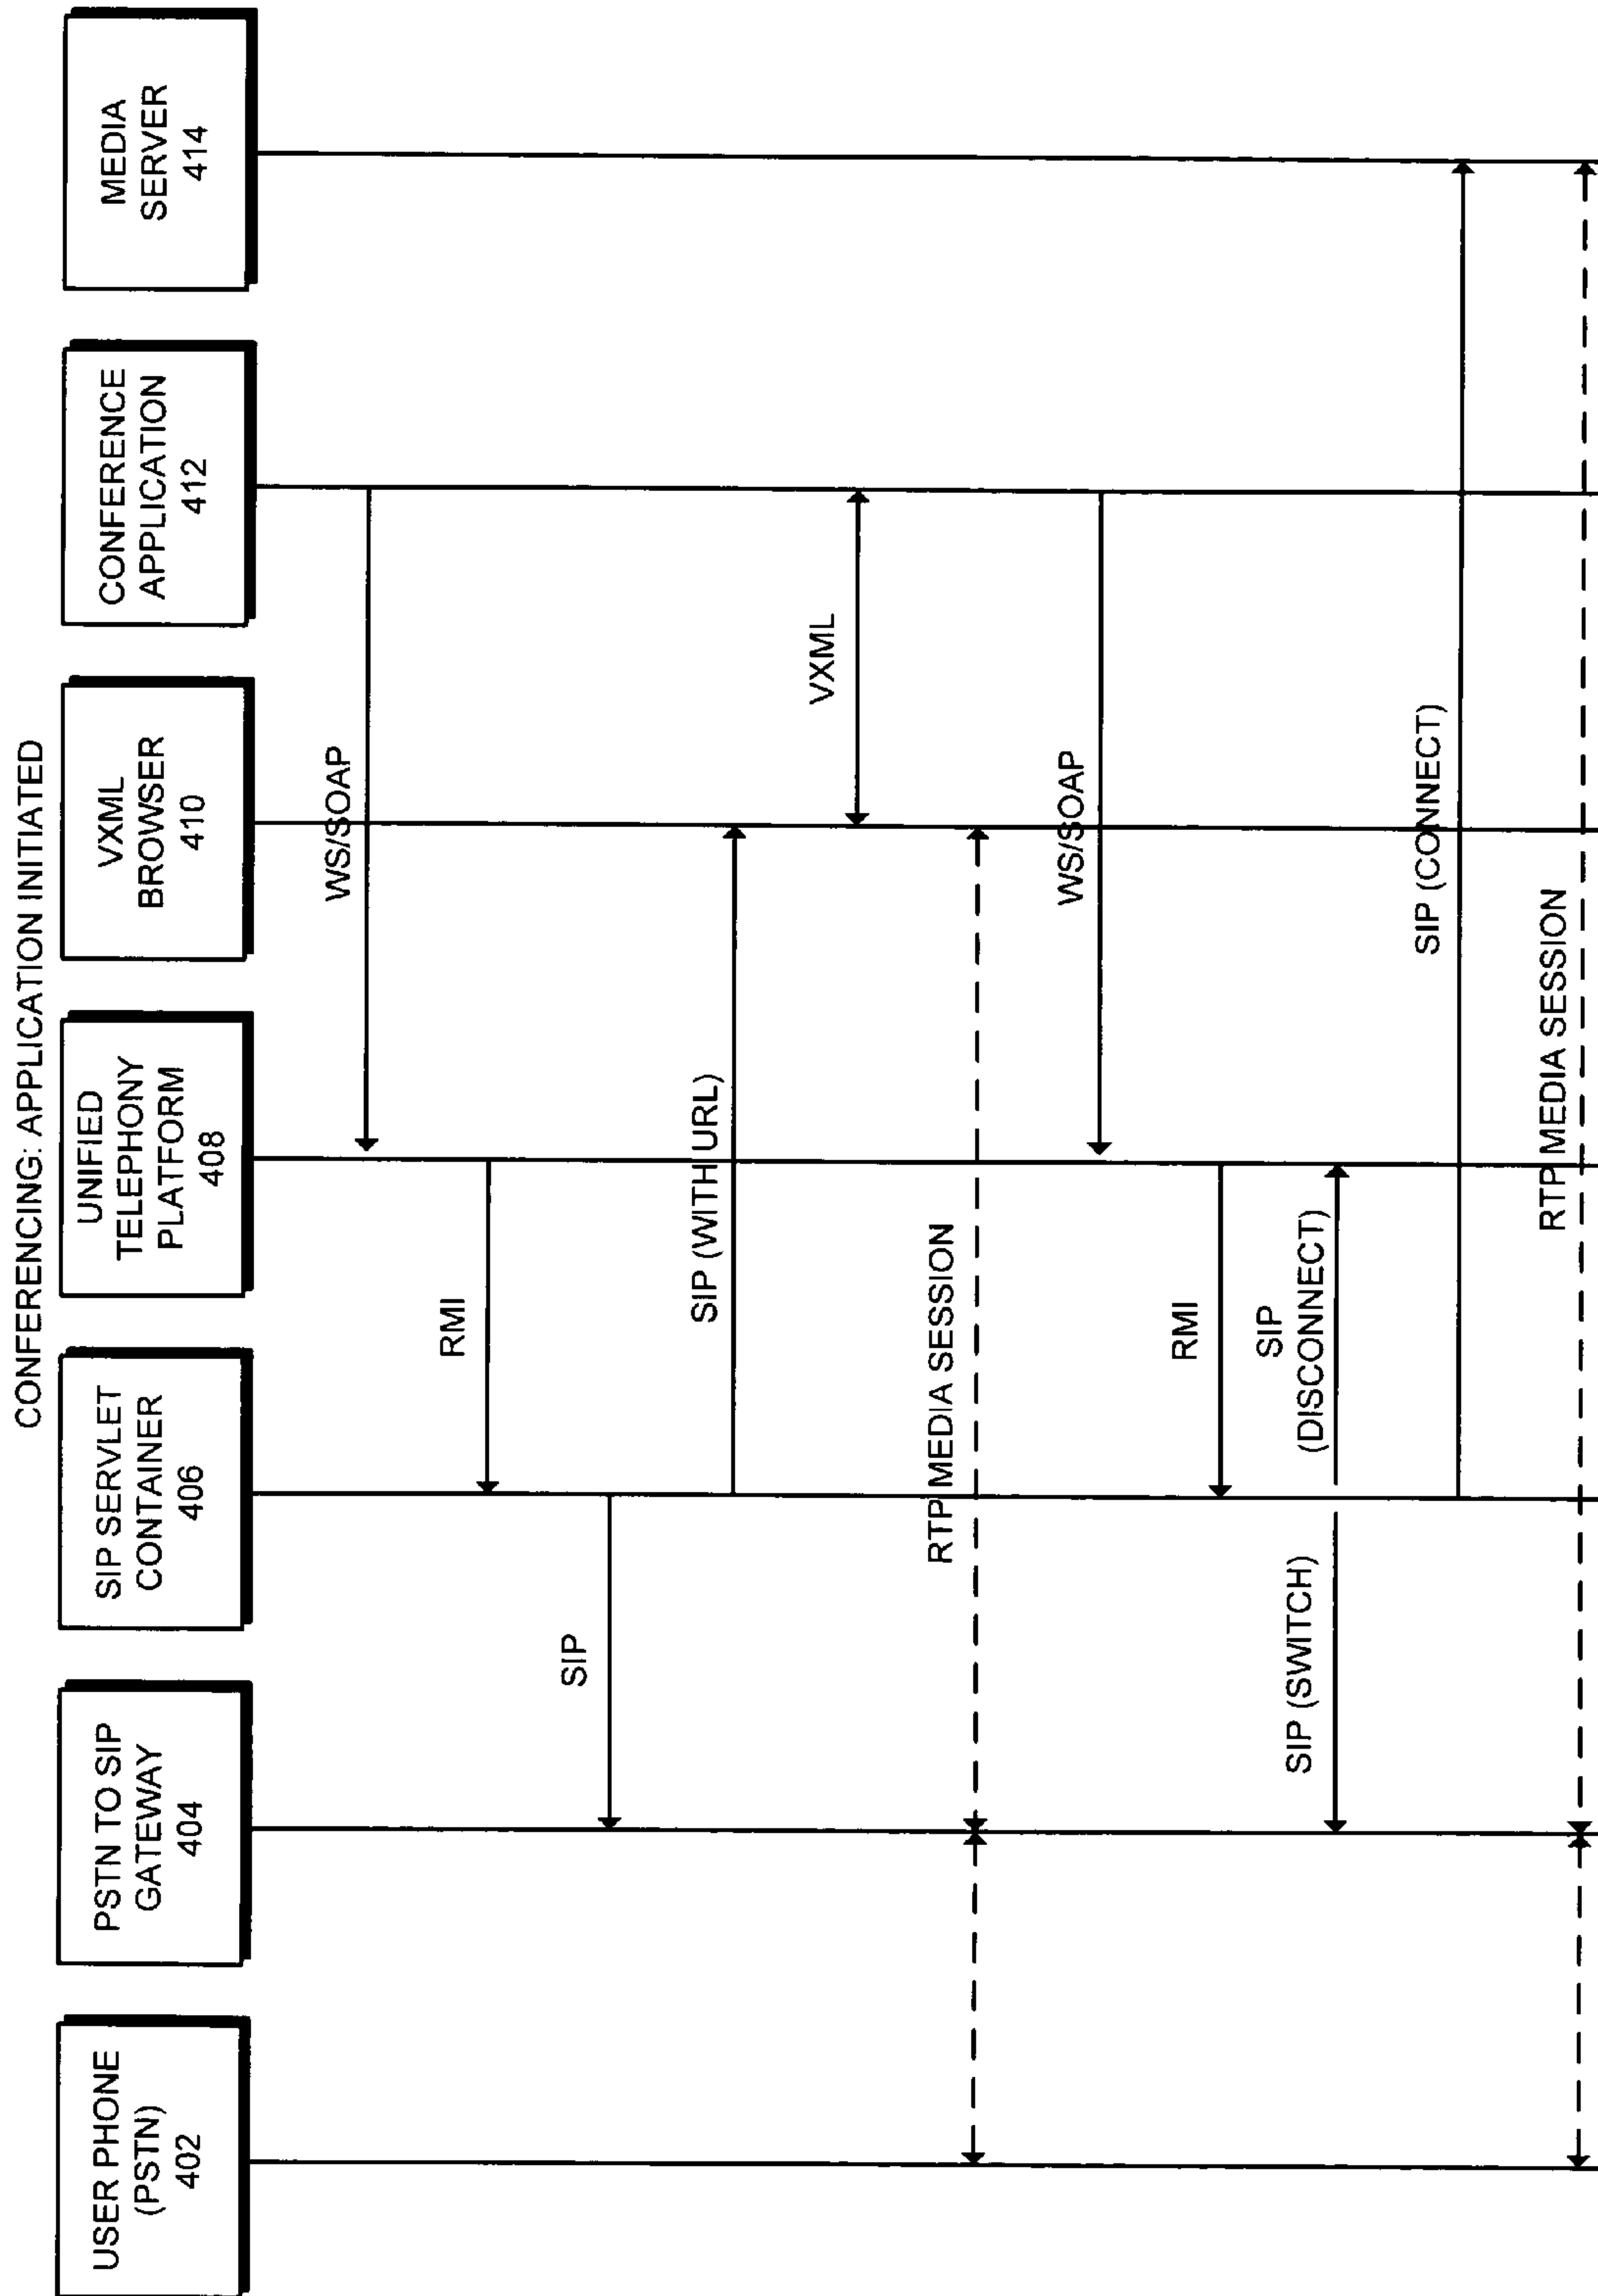 CONFERENCING: APPLICATION INITIATED
USER PHONE
(PSTN)
402
PSTN TO SIP
GATEWAY
404
SIP SERVLET
CONTAINER
406
UNIFIED
TELEPHONY
PLATFORM
408
VXML
BROWSER
410
CONFERENCE
APPLICATION
412
MEDIA
SERVER
414
WS/SOAP
RMI
SIP
SIP (WITH URL)
VXML
RTP MEDIA SESSION
WS/SOAP
RMI
SIP (SWITCH)
SIP
(DISCONNECT)
SIP (CONNECT)
RTP MEDIA SESSION